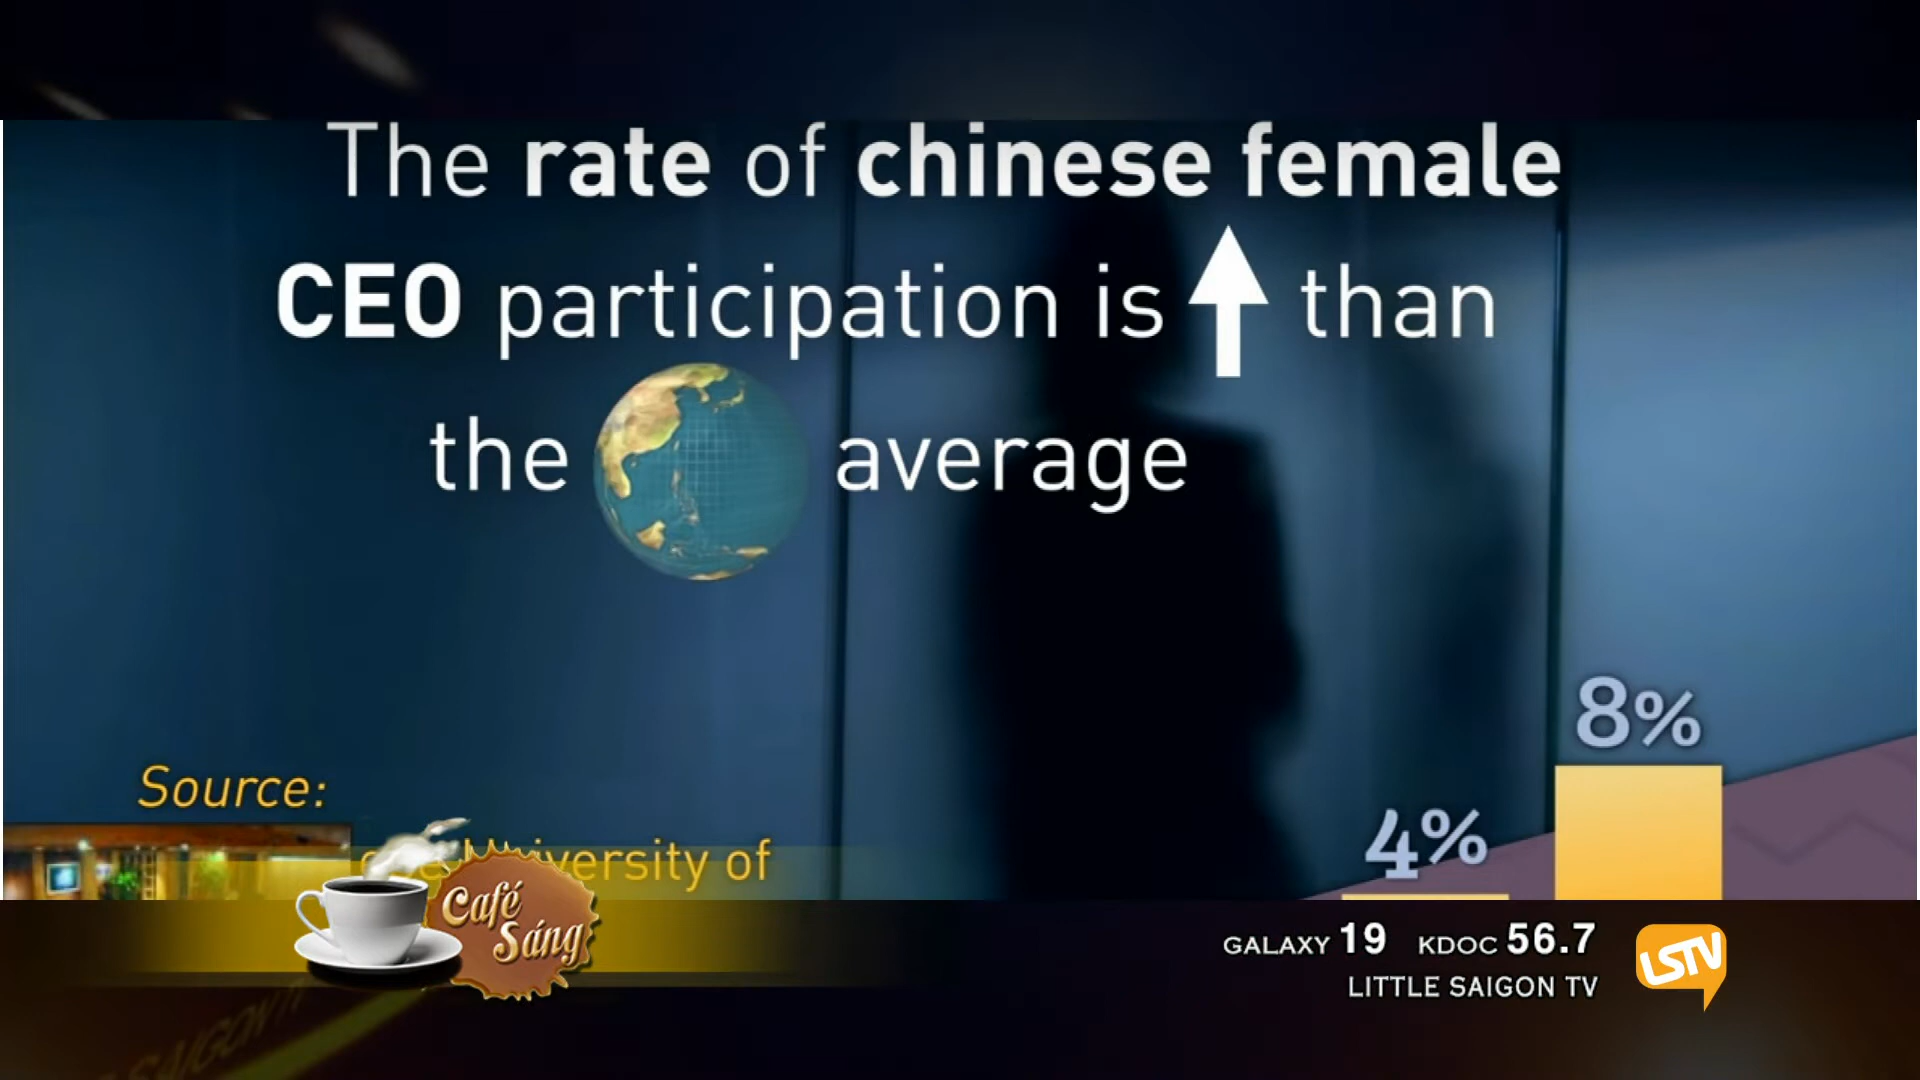 The rate of chinese female
CEO participation is than
the average
8%
Source:
4%
University of
Café
Sáng
GALAXY 19 KDOC 56.7
LITTLE SAIGON TV
LSTV